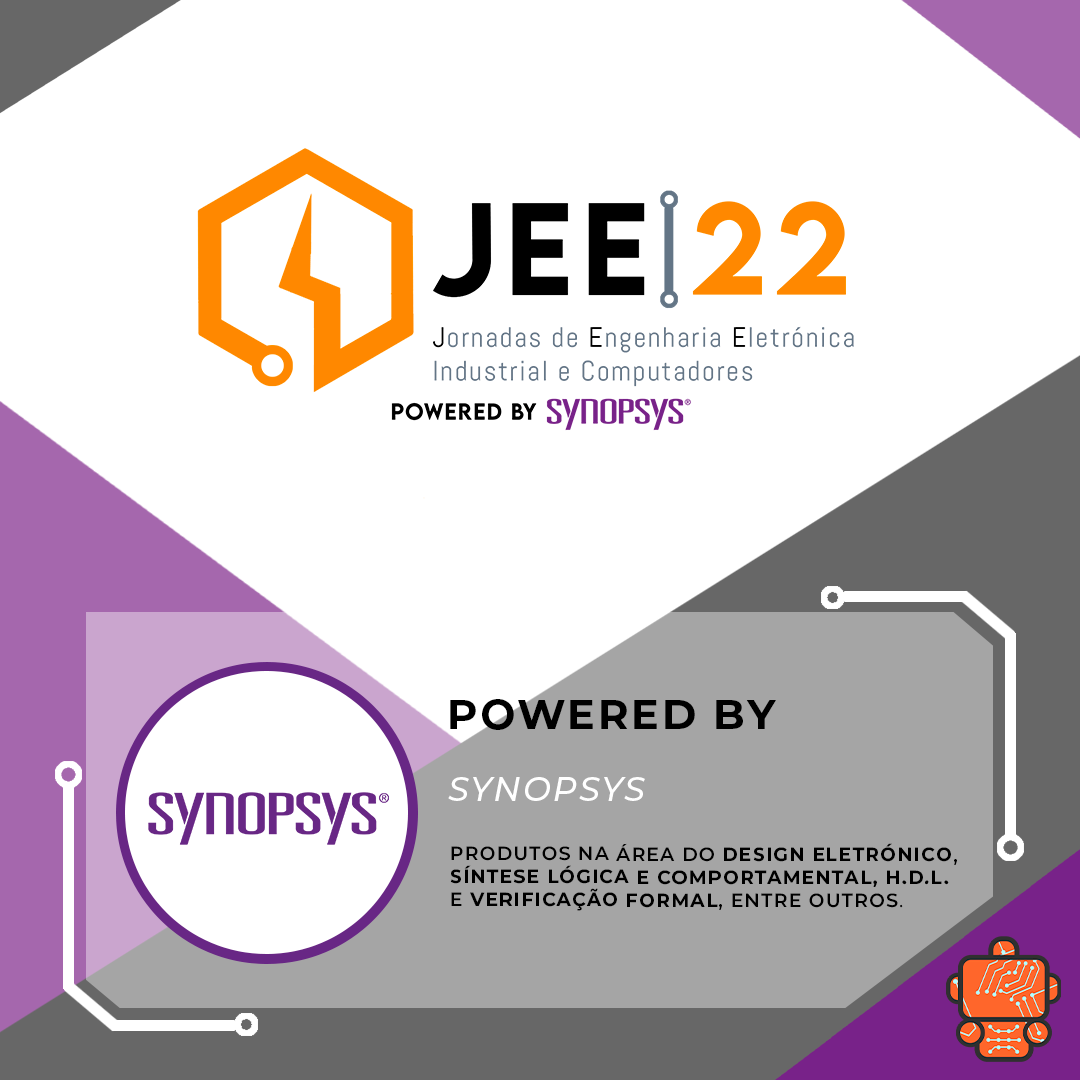 JEE 22
Jornadas de Engenharia Eletrónica
Industrial e Computadores
POWERED BY SYNOPSYS®
POWERED BY
SYNOPSYS
SYNOPSYS®
PRODUTOS NA ÁREA DO DESIGN ELETRÓNICO,
SÍNTESE LÓGICA E COMPORTAMENTAL, H.D.L.
E VERIFICAÇÃO FORMAL, ENTRE OUTROS.